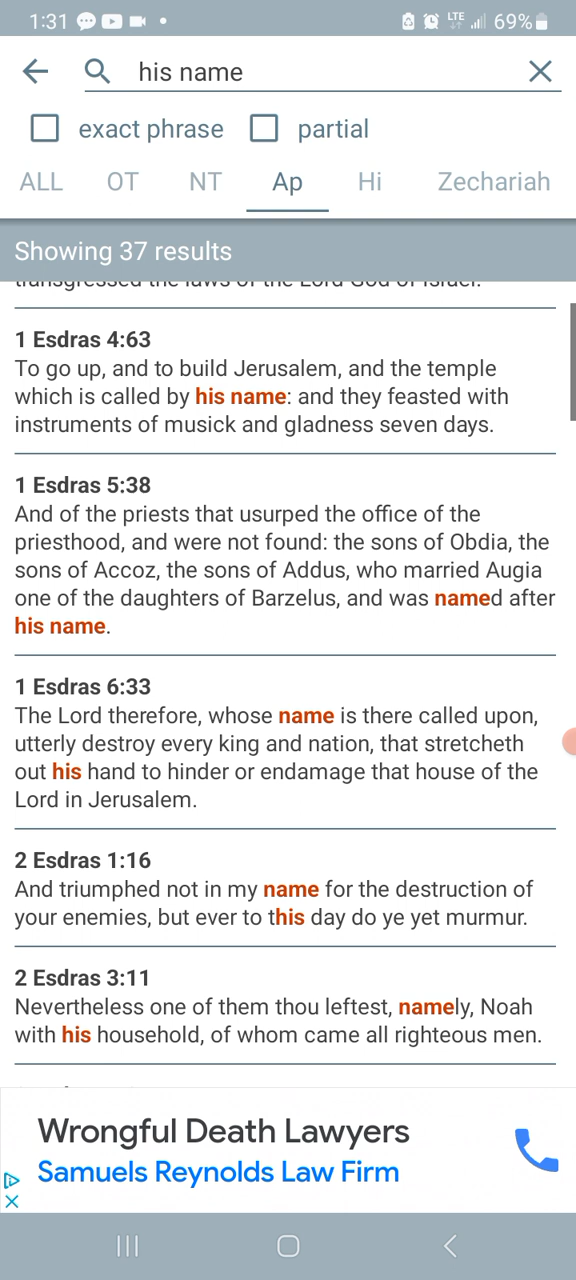 1:31
LTE
69%
his name
exact phrase
partial
ALL OT NT Ap Hi Zechariah
Showing 37 results
transgressed the laws of the Lord God of Israel.
1 Esdras 4:63
To go up, and to build Jerusalem, and the temple
which is called by his name: and they feasted with
instruments of musick and gladness seven days.
1 Esdras 5:38
And of the priests that usurped the office of the
priesthood, and were not found: the sons of Obdia, the
sons of Accoz, the sons of Addus, who married Augia
one of the daughters of Barzelus, and was named after
his name.
1 Esdras 6:33
The Lord therefore, whose name is there called upon,
utterly destroy every king and nation, that stretcheth
out his hand to hinder or endamage that house of the
Lord in Jerusalem.
2 Esdras 1:16
And triumphed not in my name for the destruction of
your enemies, but ever to this day do ye yet murmur.
2 Esdras 3:11
Nevertheless one of them thou leftest, namely, Noah
with his household, of whom came all righteous men.
Wrongful Death Lawyers
Samuels Reynolds Law Firm